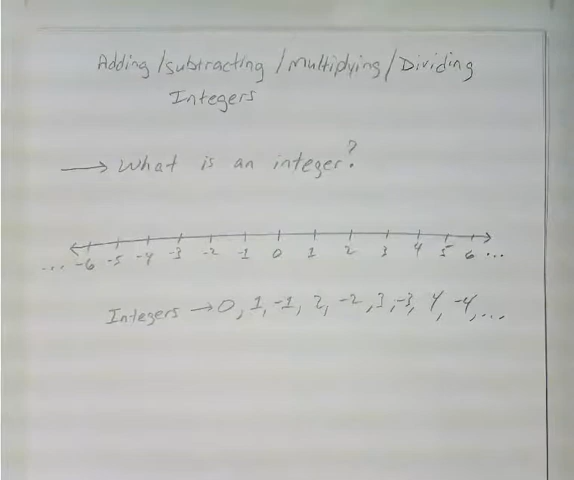 Adding/subtracting/Multiplying/Dividing
Integers
→ What is an integer?
... -6 -5 -4 -3 -2 -1 0 1 2 3 4 5 6 ...
Integers → 0, 1, -1, 2, -2, 3, -3, 4, -4, ...